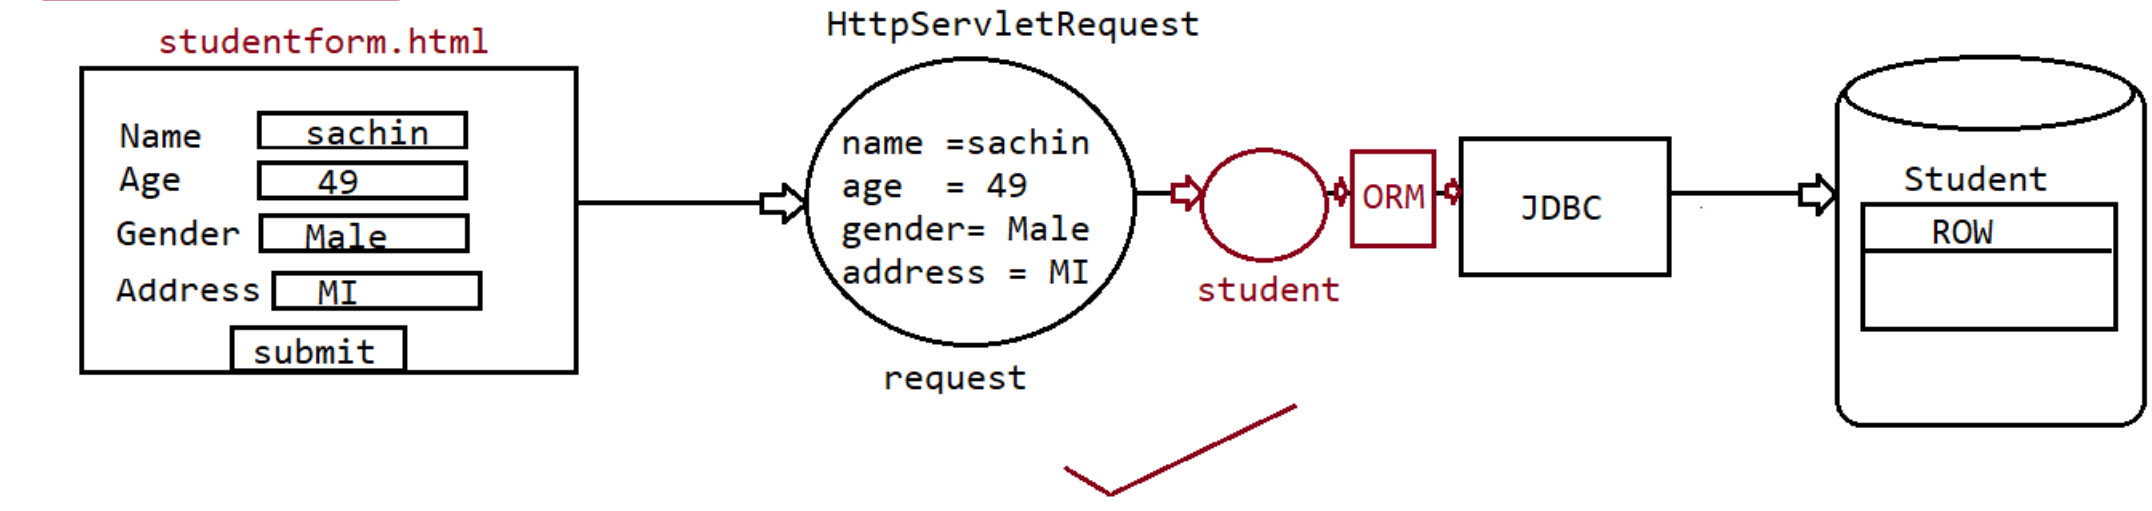 studentform.html
Name sachin
Age 49
Gender Male
Address MI
submit
HttpServletRequest
name =sachin
age = 49
gender= Male
address = MI
request
student
ORM
JDBC
Student
ROW